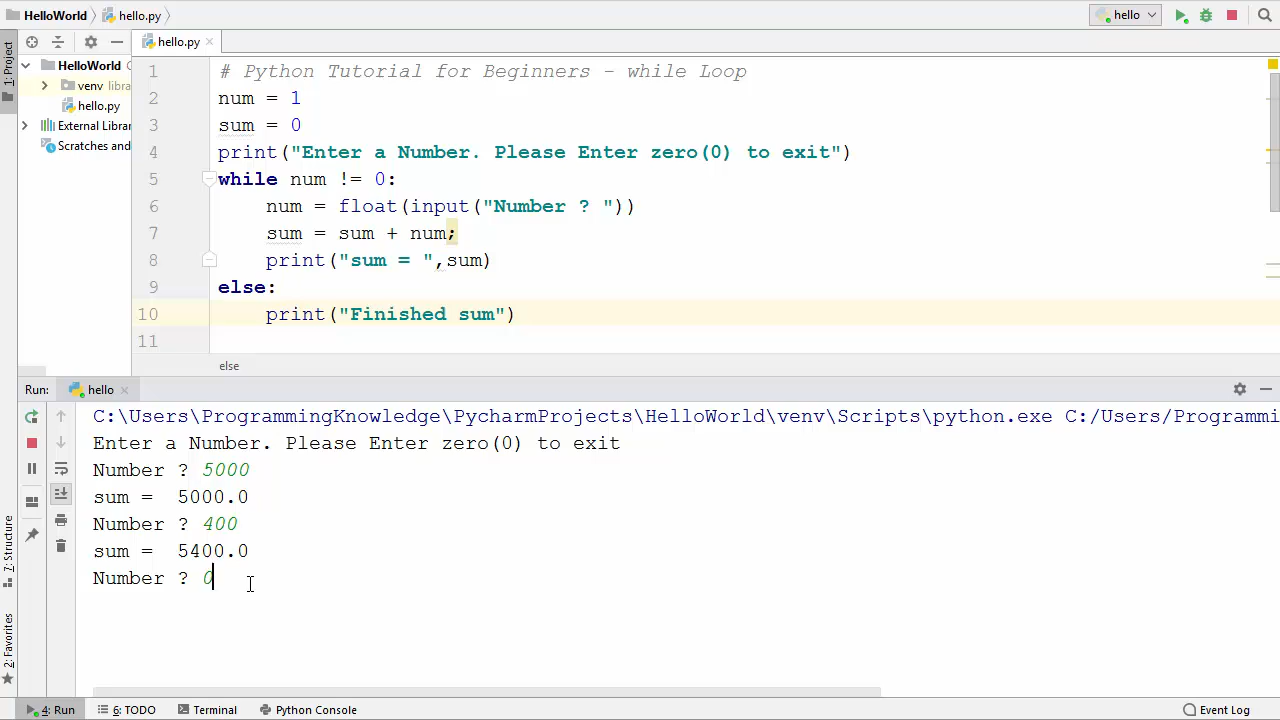 HelloWorld hello.py hello
1: Project
hello.py
HelloWorld C
venv libra
hello.py
External Librar
Scratches and
1 # Python Tutorial for Beginners - while Loop
2 num = 1
3 sum = 0
4 print("Enter a Number. Please Enter zero(0) to exit")
5 while num != 0:
6 num = float(input("Number ? "))
7 sum = sum + num;
8 print("sum = ",sum)
9 else:
10 print("Finished sum")
11
else
Run: hello
C:\Users\ProgrammingKnowledge\PycharmProjects\HelloWorld\venv\Scripts\python.exe C:/Users/Programmi
Enter a Number. Please Enter zero(0) to exit
Number ? 5000
sum =  5000.0
Number ? 400
sum =  5400.0
Number ? 0
7: Structure
2: Favorites
4: Run 6: TODO Terminal Python Console Event Log